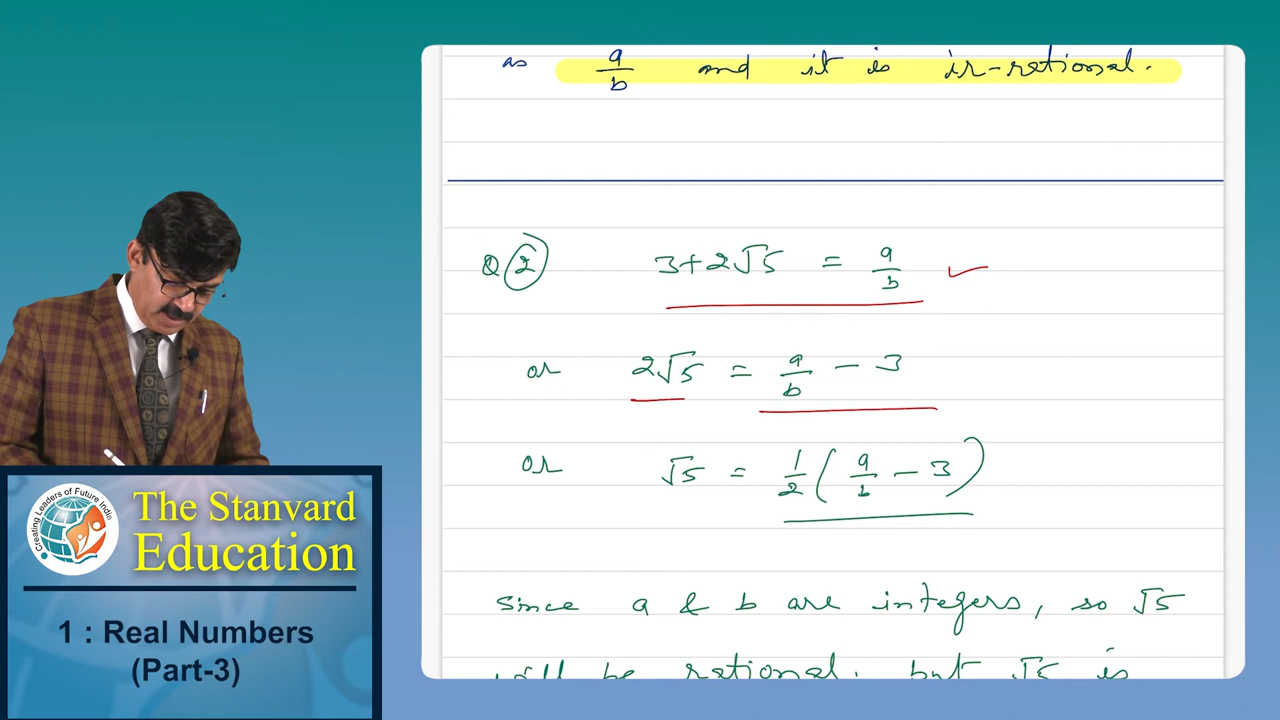 as a/b and it is ir-rational.
Q ② 3+2√5 = a/b ✓
or 2√5 = a/b - 3
or √5 = 1/2 ( a/b - 3 )
since a & b are integers, so √5
will be rational. but √5 is
Creating Leaders of Future India
The Stanvard
Education
1 : Real Numbers
(Part-3)